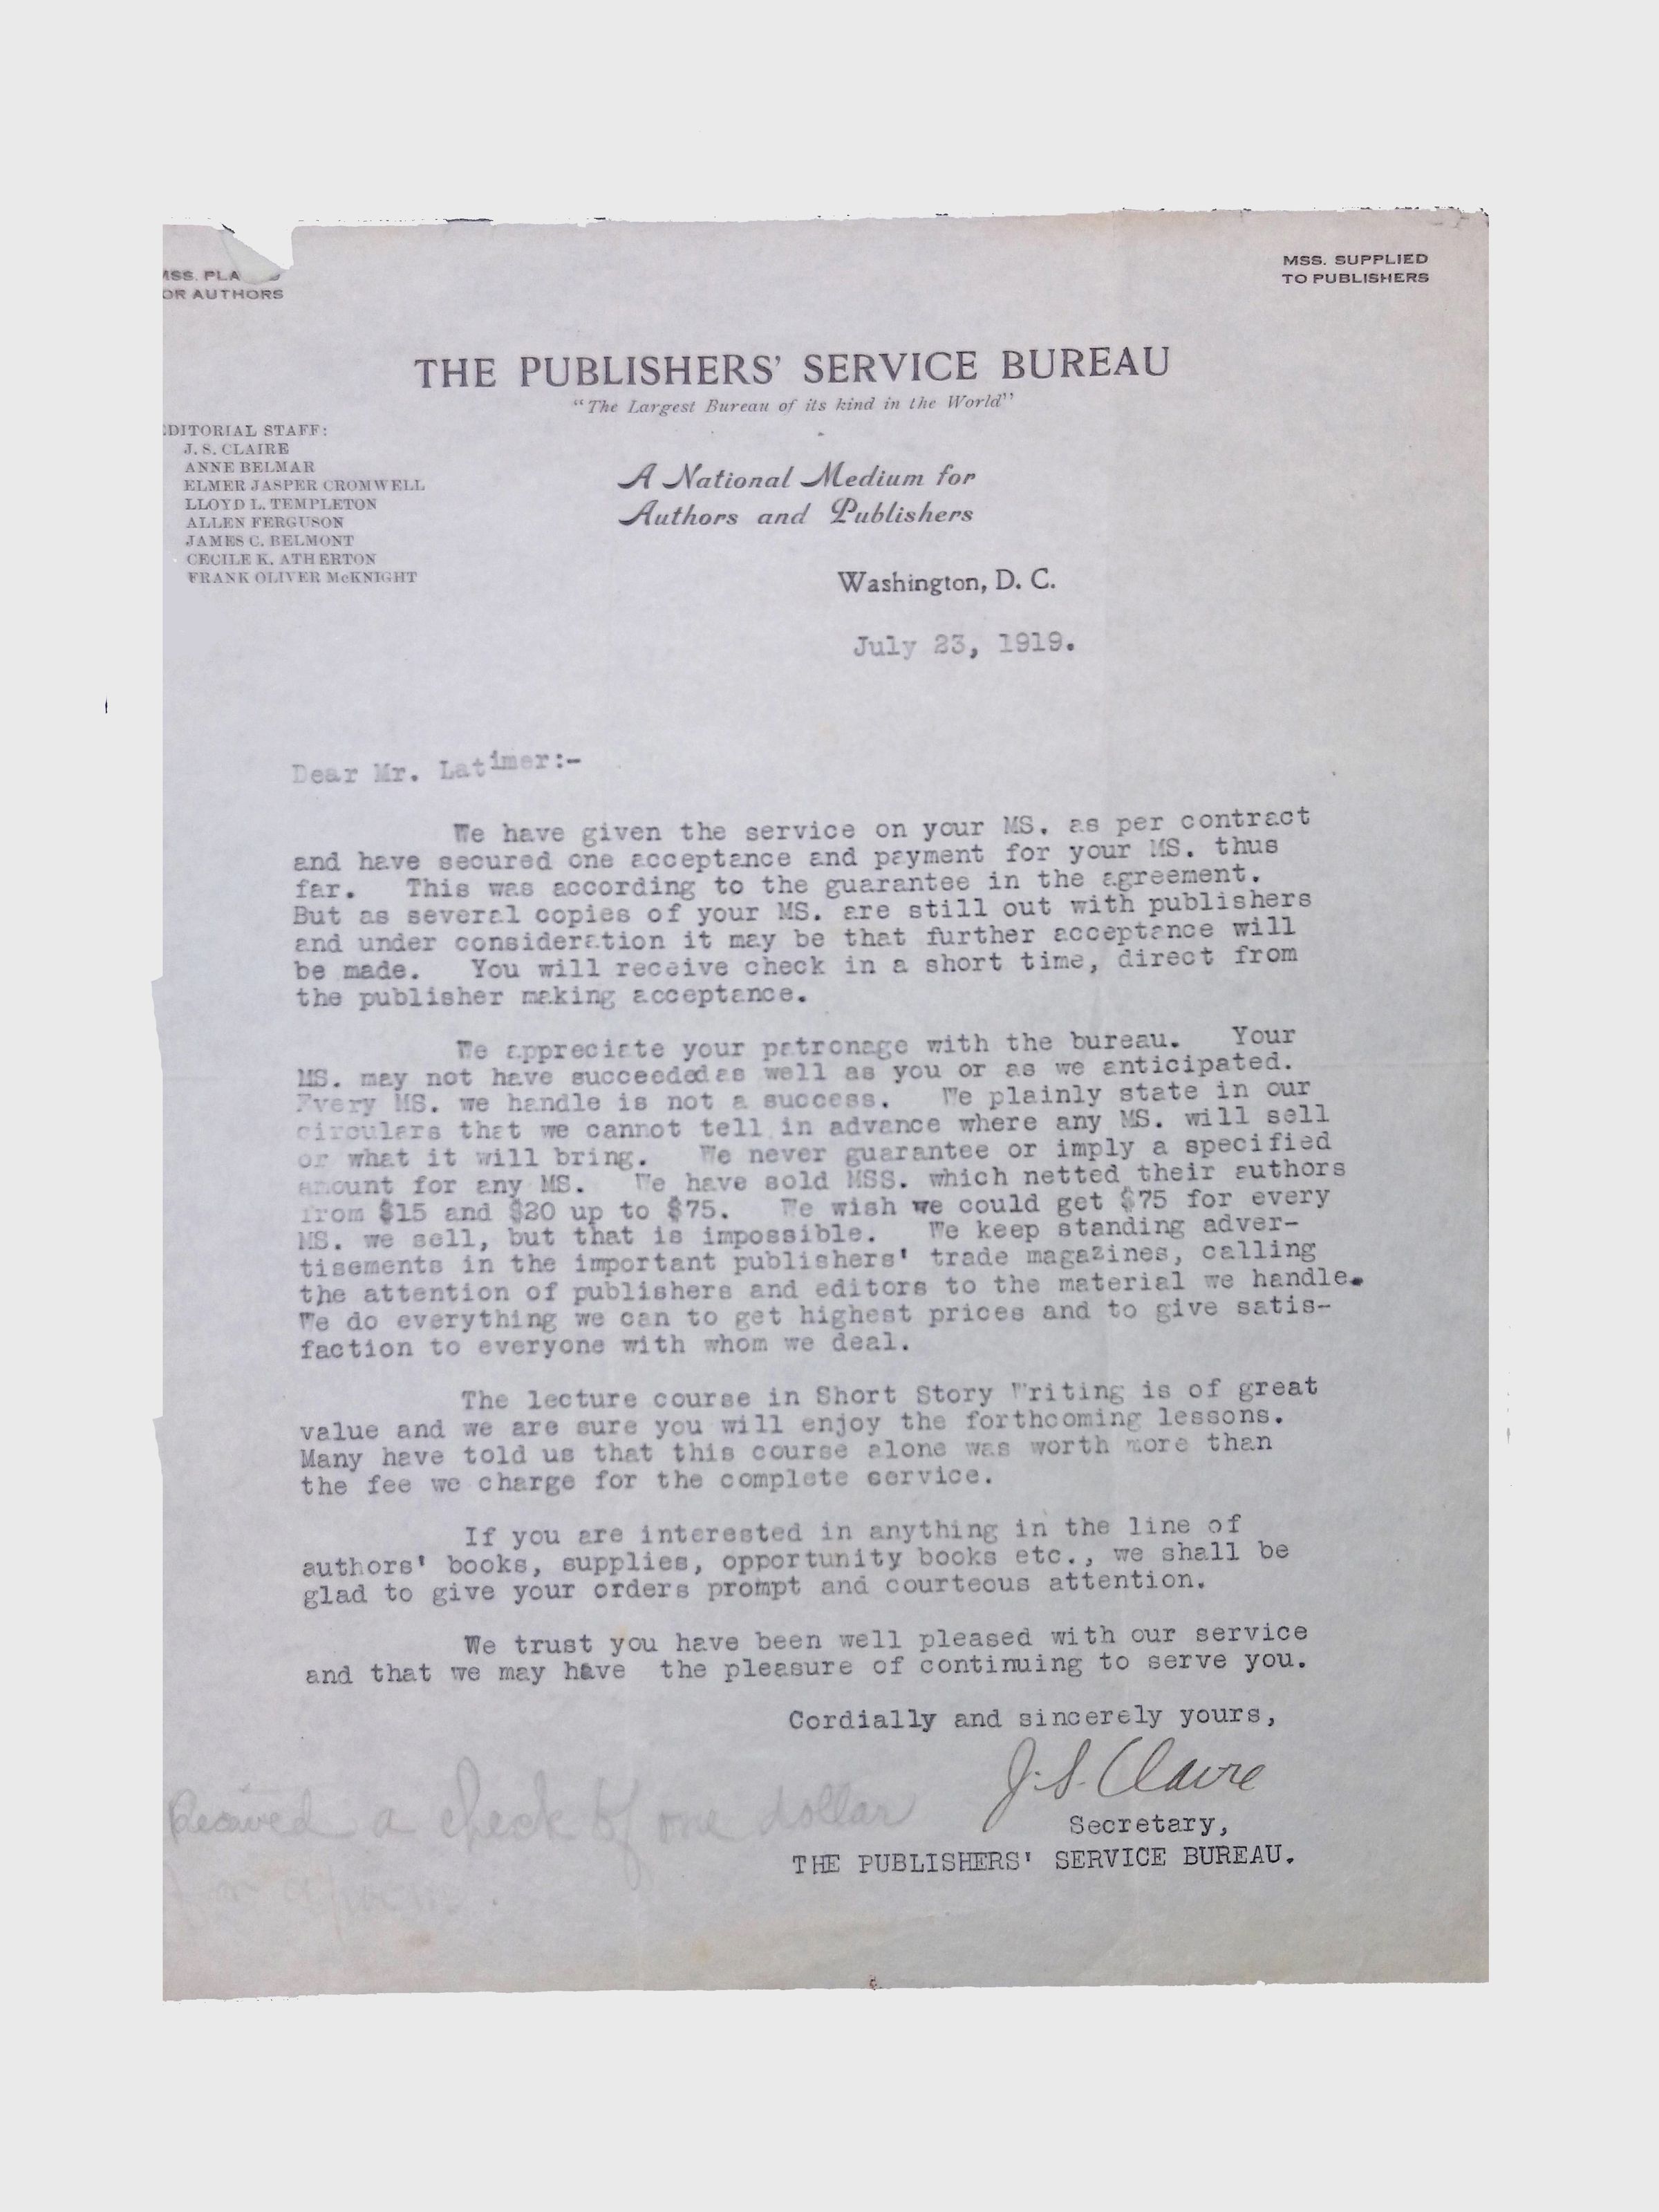 MSS. PLA
OR AUTHORS
MSS. SUPPLIED
TO PUBLISHERS
THE PUBLISHERS' SERVICE BUREAU
"The Largest Bureau of its kind in the World"
EDITORIAL STAFF:
J. S. CLAIRE
ANNE BELMAR
ELMER JASPER CROMWELL
LLOYD L. TEMPLETON
ALLEN FERGUSON
JAMES C. BELMONT
CECILE K. ATHERTON
FRANK OLIVER McKNIGHT
A National Medium for
Authors and Publishers
Washington, D. C.
July 23, 1919.
Dear Mr. Latimer:-
We have given the service on your MS. as per contract
and have secured one acceptance and payment for your MS. thus
far. This was according to the guarantee in the agreement.
But as several copies of your MS. are still out with publishers
and under consideration it may be that further acceptance will
be made. You will receive check in a short time, direct from
the publisher making acceptance.
We appreciate your patronage with the bureau. Your
MS. may not have succeededas well as you or as we anticipated.
Every MS. we handle is not a success. We plainly state in our
circulars that we cannot tell in advance where any MS. will sell
or what it will bring. We never guarantee or imply a specified
amount for any MS. We have sold MSS. which netted their authors
from $15 and $20 up to $75. We wish we could get $75 for every
MS. we sell, but that is impossible. We keep standing adver-
tisements in the important publishers' trade magazines, calling
the attention of publishers and editors to the material we handle.
We do everything we can to get highest prices and to give satis-
faction to everyone with whom we deal.
The lecture course in Short Story Writing is of great
value and we are sure you will enjoy the forthcoming lessons.
Many have told us that this course alone was worth more than
the fee we charge for the complete service.
If you are interested in anything in the line of
authors' books, supplies, opportunity books etc., we shall be
glad to give your orders prompt and courteous attention.
We trust you have been well pleased with our service
and that we may have the pleasure of continuing to serve you.
Cordially and sincerely yours,
J. S. Claire
Secretary,
THE PUBLISHERS' SERVICE BUREAU.
Received a check of one dollar
for